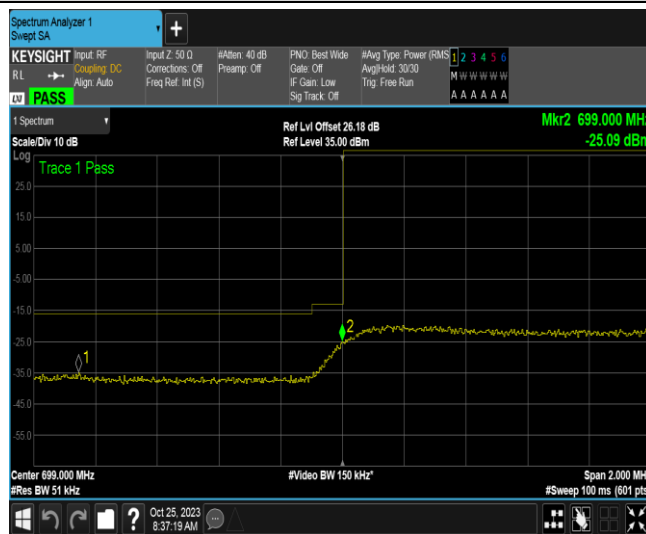 Spectrum Analyzer 1
Swept SA
+
KEYSIGHT
RL
LXI PASS
Input: RF
Coupling: DC
Align: Auto
Input Z: 50 Ω
Corrections: Off
Freq Ref: Int (S)
#Atten: 40 dB
Preamp: Off
PNO: Best Wide
Gate: Off
IF Gain: Low
Sig Track: Off
#Avg Type: Power (RMS
Avg|Hold: 30/30
Trig: Free Run
1 2 3 4 5 6
M W W W W W
A A A A A A
1 Spectrum
Scale/Div 10 dB
Ref Lvl Offset 26.18 dB
Ref Level 35.00 dBm
Mkr2 699.000 MHz
-25.09 dBm
Log
Trace 1 Pass
25.0
15.0
5.00
-5.00
-15.0
-25.0
-35.0
-45.0
-55.0
1
2
Center 699.000 MHz
#Res BW 51 kHz
#Video BW 150 kHz*
Span 2.000 MH
#Sweep 100 ms (601 pts
?
Oct 25, 2023
8:37:19 AM